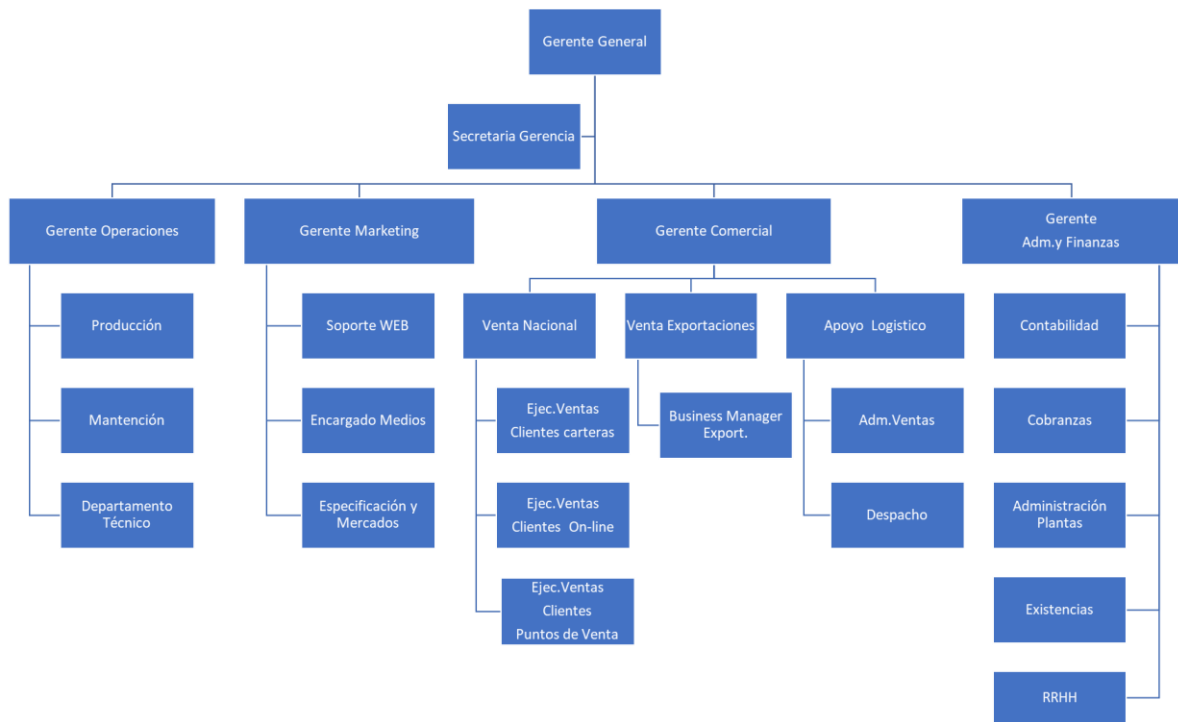 Gerente General
Secretaria Gerencia
Gerente Operaciones
Gerente Marketing
Gerente Comercial
Gerente
Adm.y Finanzas
Producción
Soporte WEB
Venta Nacional
Venta Exportaciones
Apoyo Logistico
Contabilidad
Mantención
Encargado Medios
Ejec.Ventas
Clientes carteras
Business Manager
Export.
Adm.Ventas
Cobranzas
Departamento
Técnico
Especificación y
Mercados
Ejec.Ventas
Clientes On-line
Despacho
Administración
Plantas
Ejec.Ventas
Clientes
Puntos de Venta
Existencias
RRHH